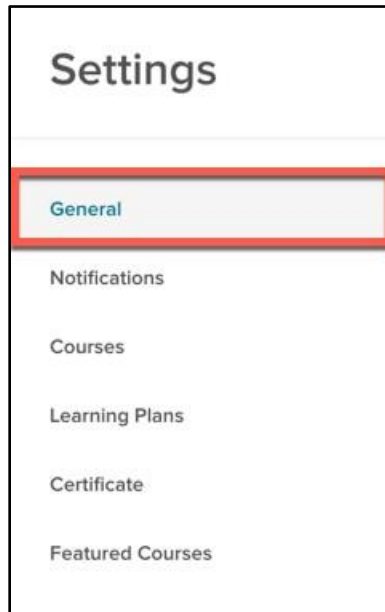 Settings
General
Notifications
Courses
Learning Plans
Certificate
Featured Courses